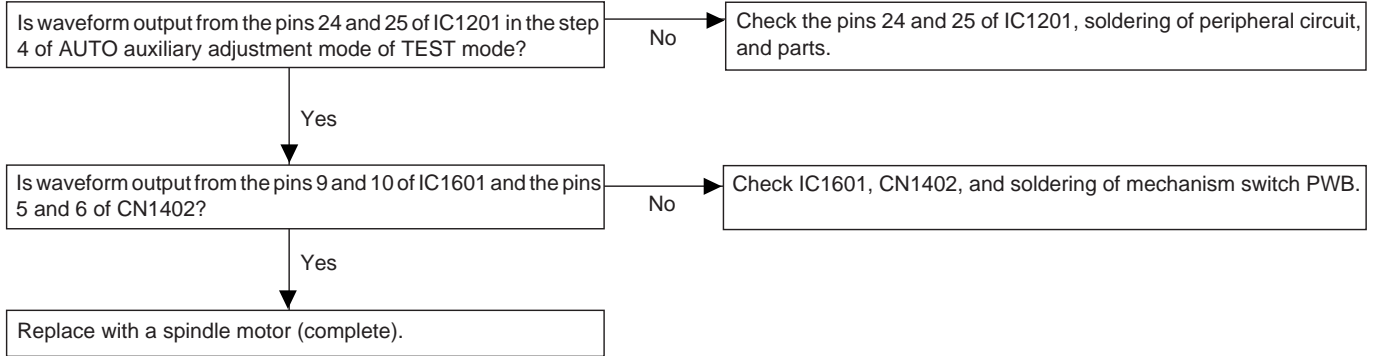 Is waveform output from the pins 24 and 25 of IC1201 in the step
4 of AUTO auxiliary adjustment mode of TEST mode?
No
Check the pins 24 and 25 of IC1201, soldering of peripheral circuit,
and parts.
Yes
Is waveform output from the pins 9 and 10 of IC1601 and the pins
5 and 6 of CN1402?
No
Check IC1601, CN1402, and soldering of mechanism switch PWB.
Yes
Replace with a spindle motor (complete).